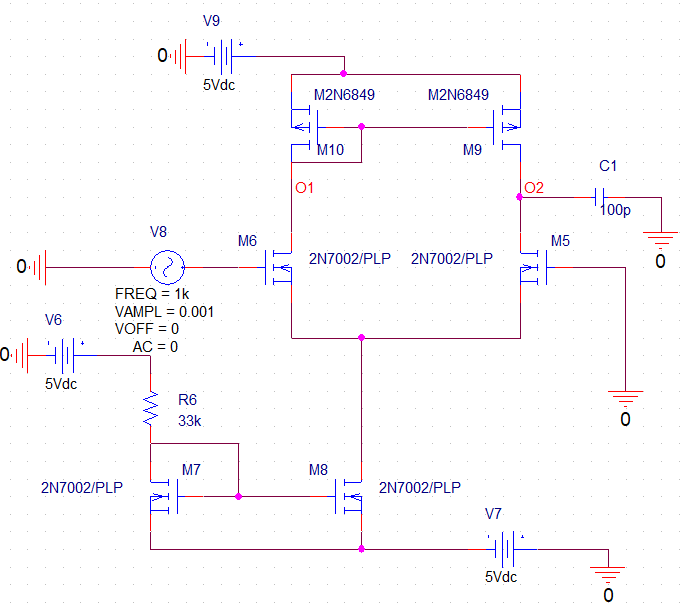 V9
0
5Vdc
M2N6849
M2N6849
M10
M9
C1
O1
O2
100p
V8
M6
2N7002/PLP
2N7002/PLP
M5
0
0
FREQ = 1k
VAMPL = 0.001
VOFF = 0
AC = 0
V6
0
5Vdc
R6
33k
0
M7
M8
2N7002/PLP
2N7002/PLP
V7
5Vdc
0